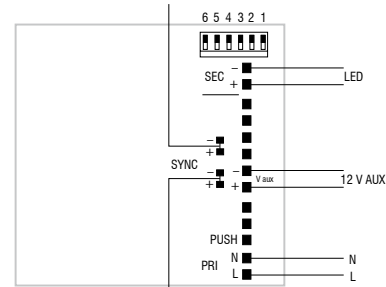 6 5 4 3 2 1
–
SEC
+
LED
–
+
SYNC
–
+
–
V aux
+
12 V AUX
PUSH
N
PRI
L
N
L